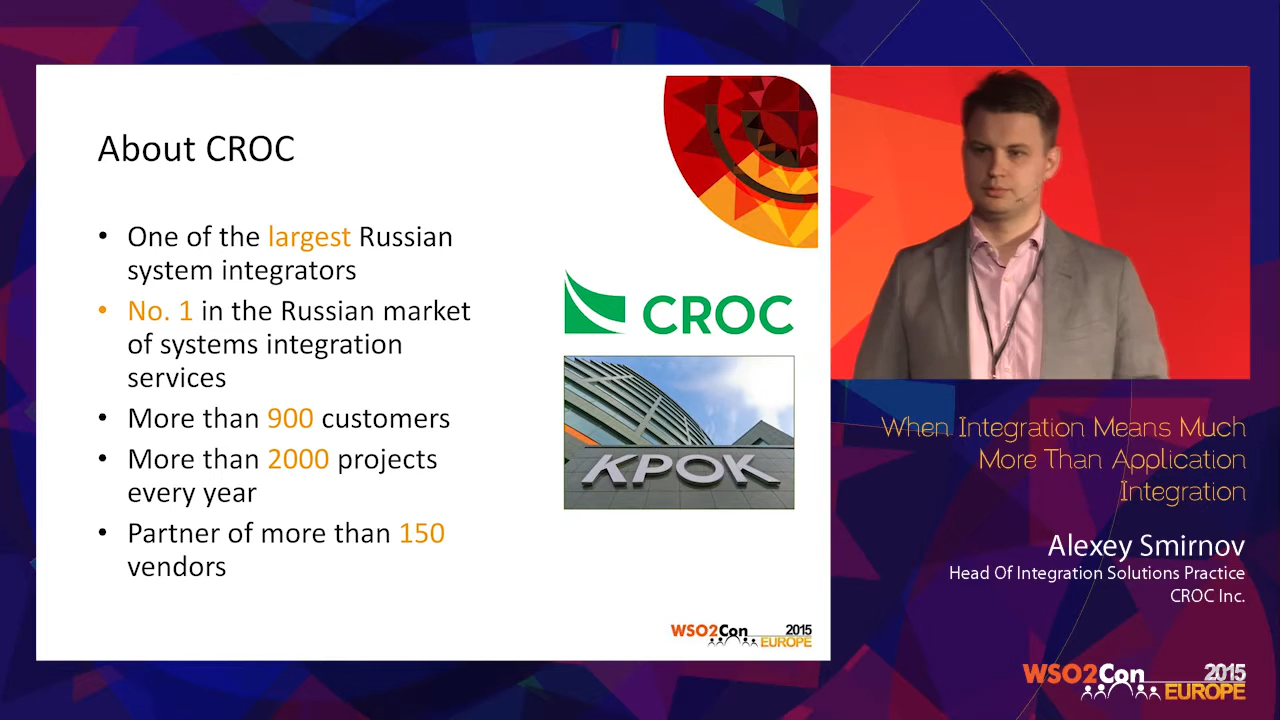 About CROC
• One of the largest Russian
system integrators
• No. 1 in the Russian market
of systems integration
services
• More than 900 customers
• More than 2000 projects
every year
• Partner of more than 150
vendors
CROC
КРОК
WSO2Con 2015
EUROPE
When Integration Means Much
More Than Application
Integration
Alexey Smirnov
Head Of Integration Solutions Practice
CROC Inc.
WSO2Con 2015
EUROPE